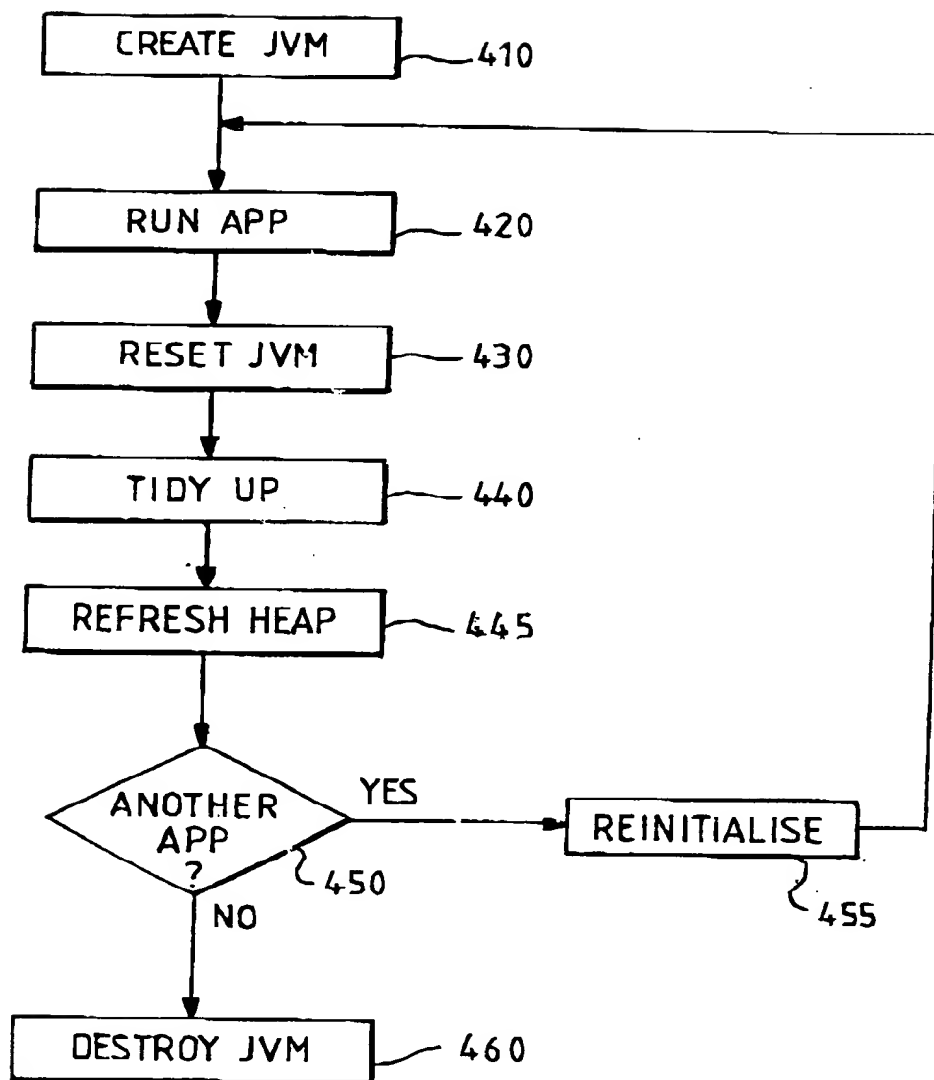 CREATE JVM
410
RUN APP
420
RESET JVM
430
TIDY UP
440
REFRESH HEAP
445
ANOTHER
APP
?
YES
450
NO
REINITIALISE
455
DESTROY JVM
460